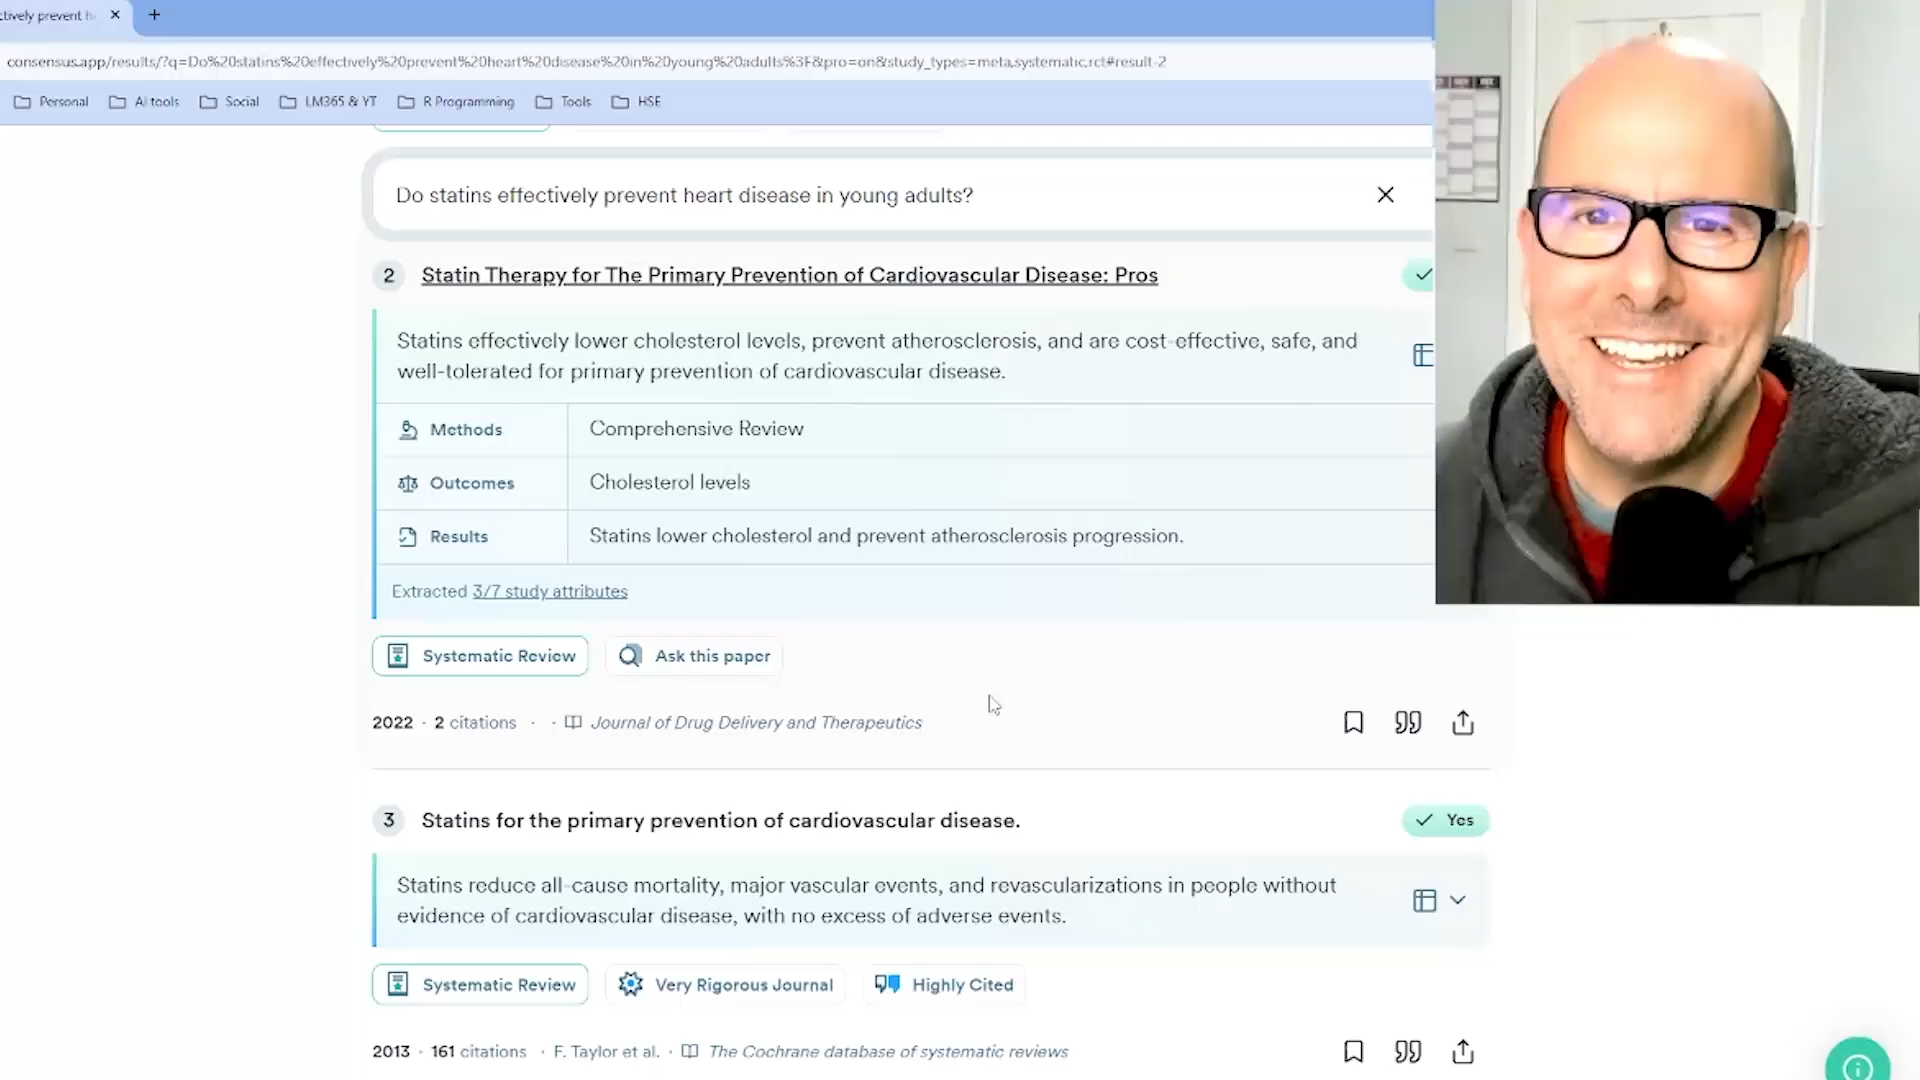 ctively prevent h
consensus.app/results/?q=Do%20statins%20effectively%20prevent%20heart%20disease%20in%20young%20adults%3F&pro=on&study_types=meta,systematic,rct#result-2
Personal AI tools Social LM365 & YT R Programming Tools HSE
Do statins effectively prevent heart disease in young adults?
2 Statin Therapy for The Primary Prevention of Cardiovascular Disease: Pros
Statins effectively lower cholesterol levels, prevent atherosclerosis, and are cost-effective, safe, and
well-tolerated for primary prevention of cardiovascular disease.
Methods Comprehensive Review
Outcomes Cholesterol levels
Results Statins lower cholesterol and prevent atherosclerosis progression.
Extracted 3/7 study attributes
Systematic Review Ask this paper
2022 · 2 citations · · Journal of Drug Delivery and Therapeutics
3 Statins for the primary prevention of cardiovascular disease. Yes
Statins reduce all-cause mortality, major vascular events, and revascularizations in people without
evidence of cardiovascular disease, with no excess of adverse events.
Systematic Review Very Rigorous Journal Highly Cited
2013 · 161 citations · F. Taylor et al. · The Cochrane database of systematic reviews